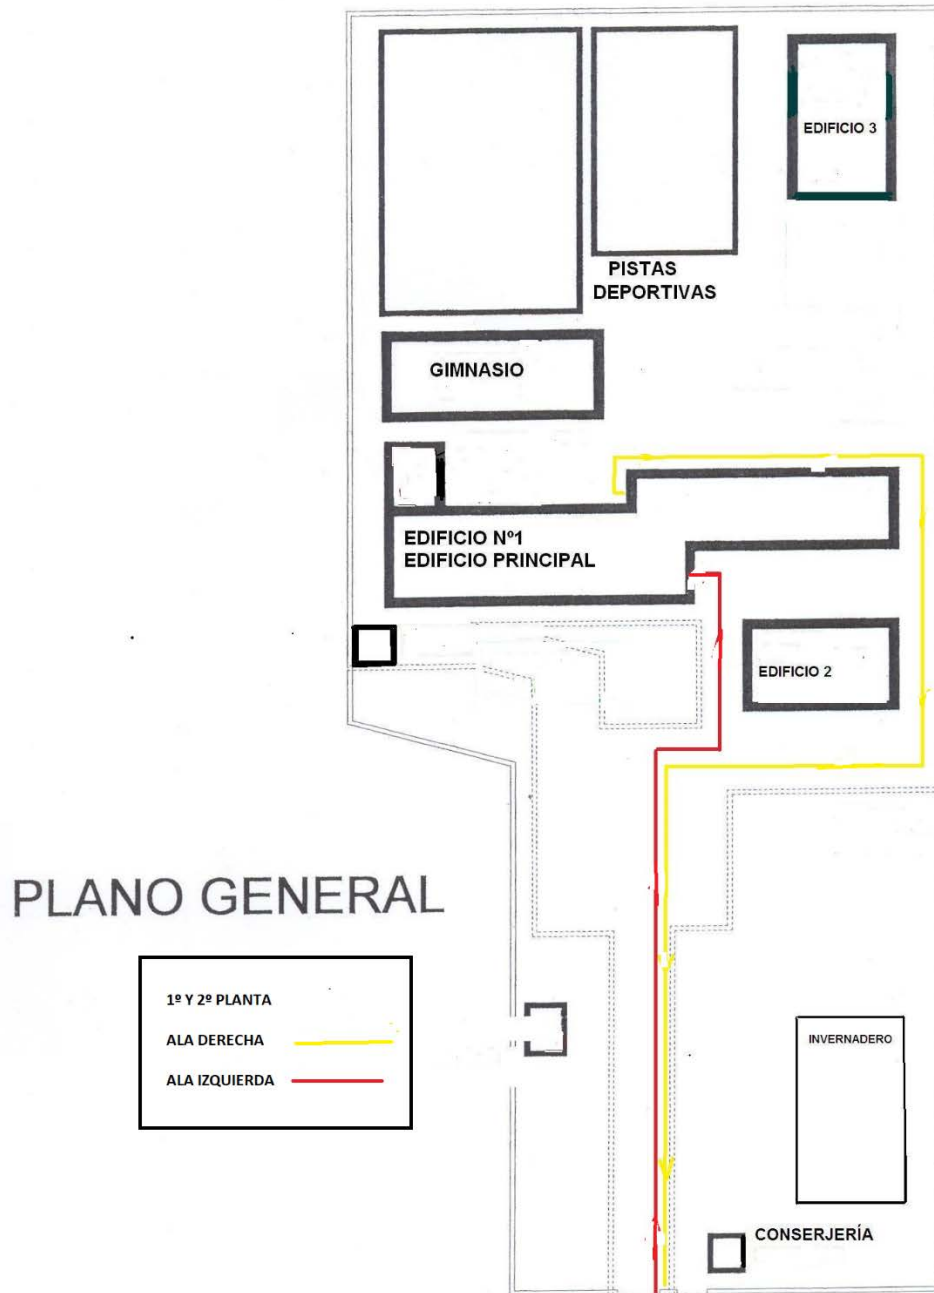 EDIFICIO 3
PISTAS
DEPORTIVAS
GIMNASIO
EDIFICIO Nº1
EDIFICIO PRINCIPAL
EDIFICIO 2
PLANO GENERAL
1º Y 2º PLANTA
ALA DERECHA
ALA IZQUIERDA
INVERNADERO
CONSERJERÍA